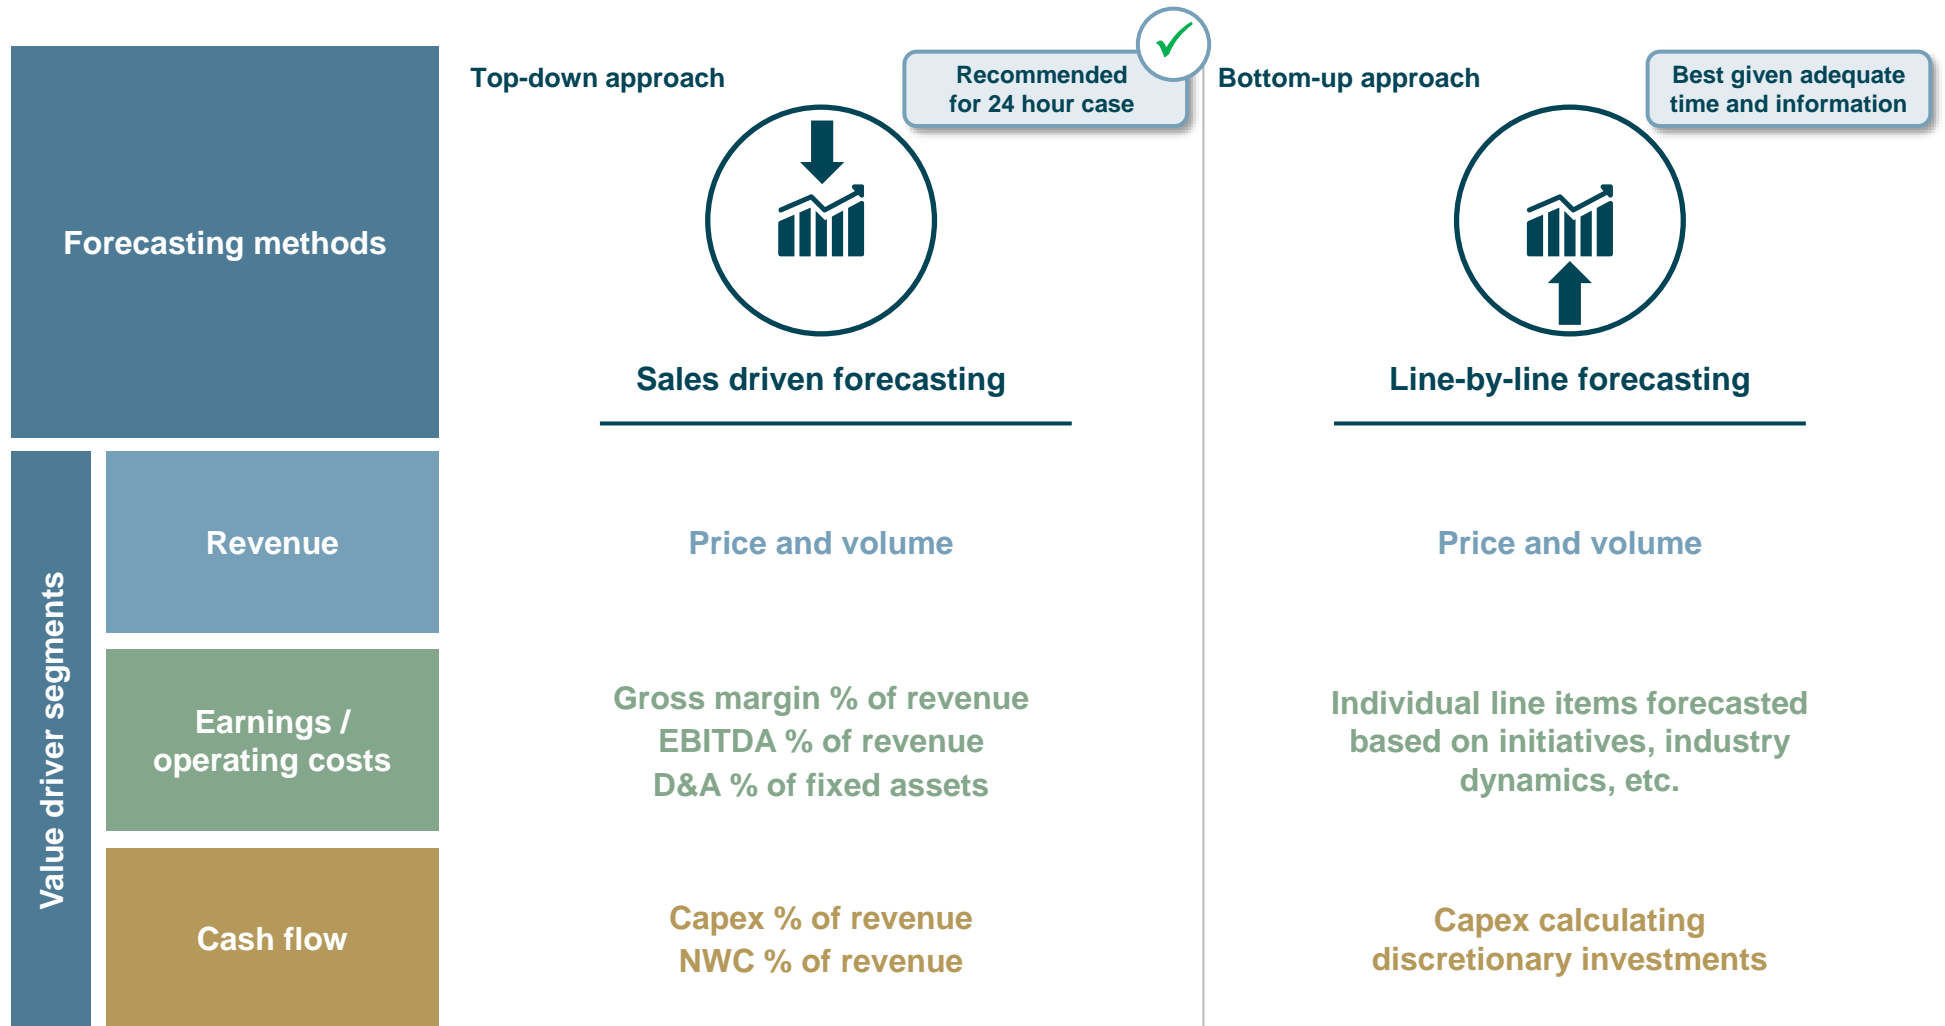 Top-down approach
Recommended
for 24 hour case
Bottom-up approach
Best given adequate
time and information
Forecasting methods
Sales driven forecasting
Line-by-line forecasting
Value driver segments
Revenue
Price and volume
Price and volume
Earnings /
operating costs
Gross margin % of revenue
EBITDA % of revenue
D&A % of fixed assets
Individual line items forecasted
based on initiatives, industry
dynamics, etc.
Cash flow
Capex % of revenue
NWC % of revenue
Capex calculating
discretionary investments